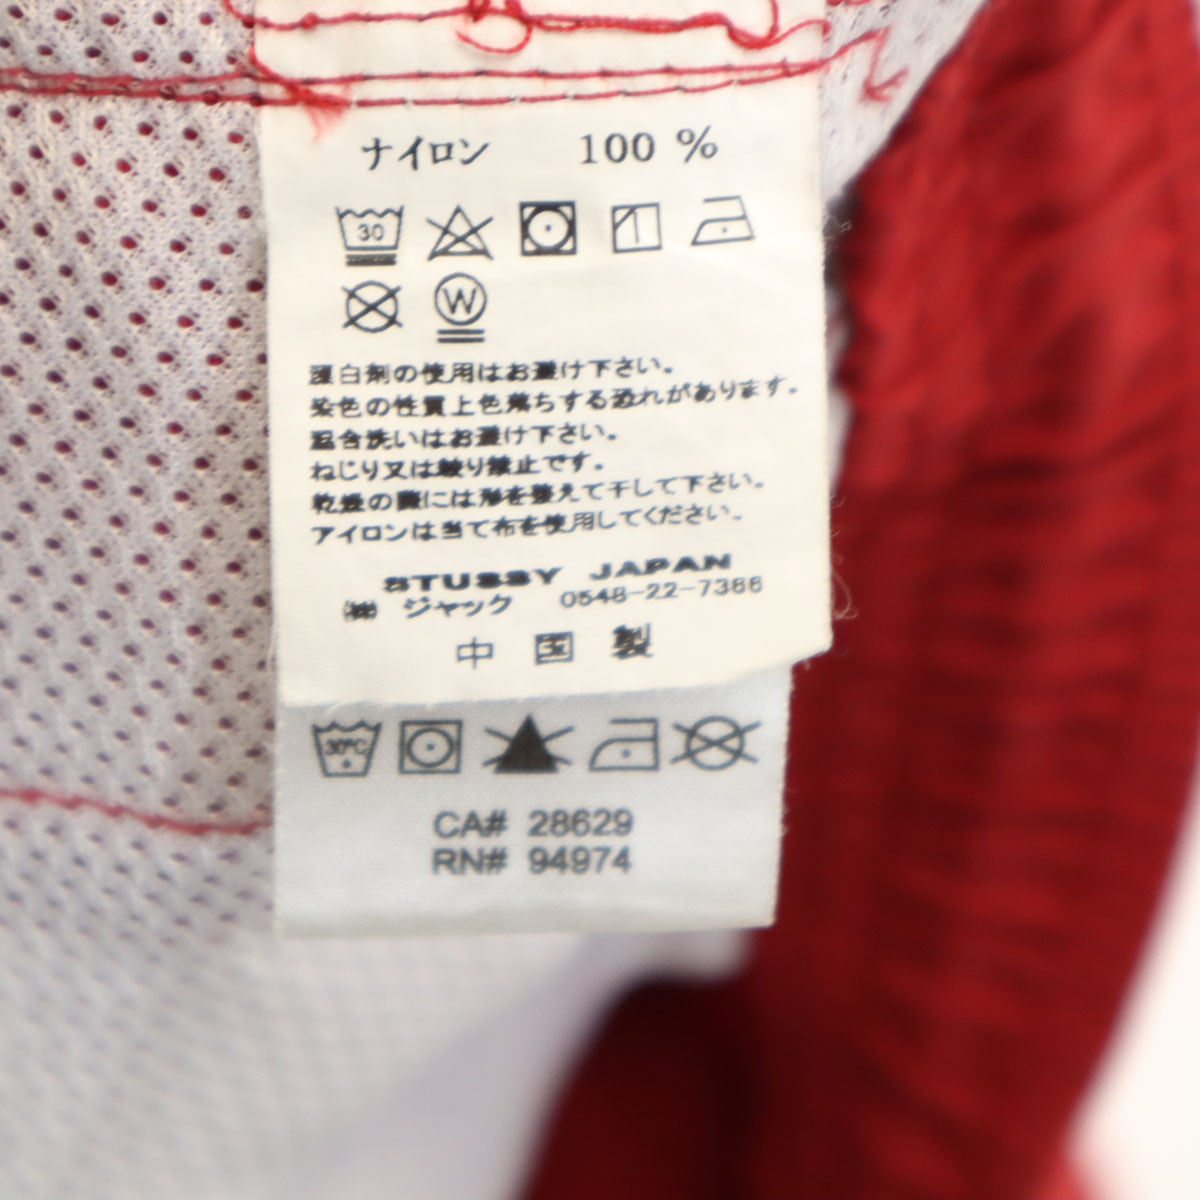 ナイロン 100 %
30
W
漂白剤の使用はお避け下さい。
染色の性質上色落ちする恐れがあります。
混合洗いはお避け下さい。
ねじり又は絞り禁止です。
乾燥の際には形を整えて干して下さい。
アイロンは当て布を使用してください。
STUSSY JAPAN
㈱ ジャック 0548-22-7366
中国製
30°C
CA# 28629
RN# 94974